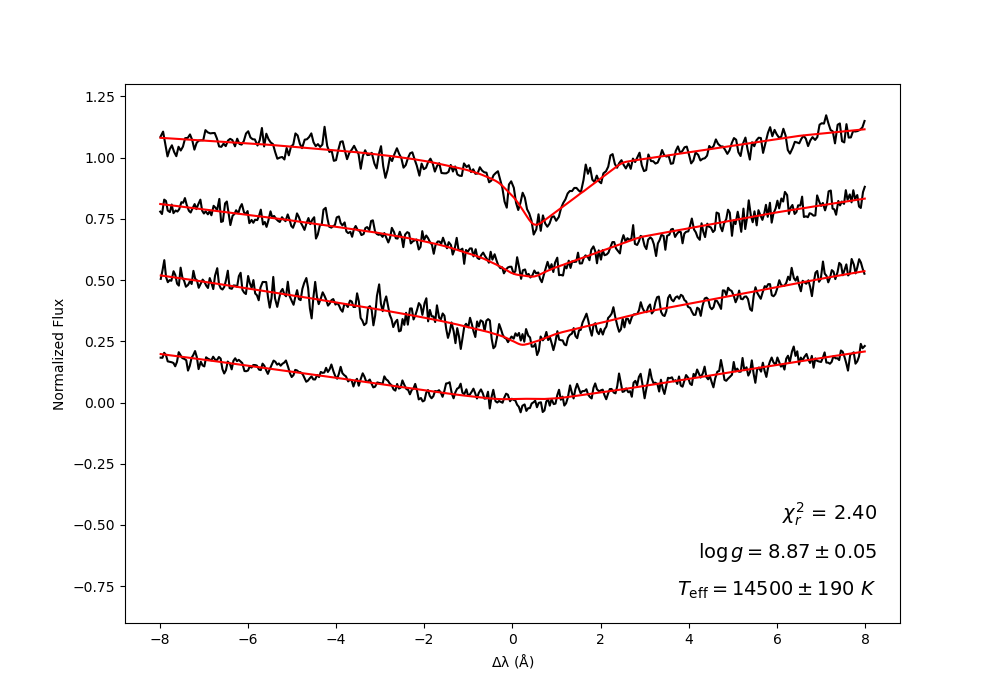 1.25
1.00
0.75
0.50
0.25
0.00
−0.25
−0.50
−0.75
Normalized Flux
χ²ᵣ = 2.40
log g = 8.87 ± 0.05
T_eff = 14500 ± 190 K
−8 −6 −4 −2 0 2 4 6 8
Δλ (Å)